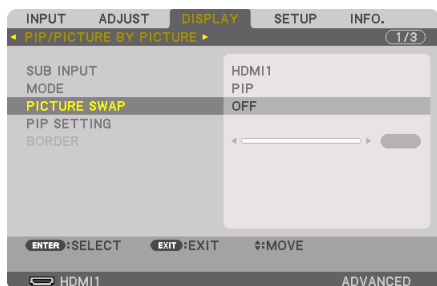 INPUT ADJUST DISPLAY SETUP INFO.
PIP/PICTURE BY PICTURE 1/3
SUB INPUT HDMI1
MODE PIP
PICTURE SWAP OFF
PIP SETTING
BORDER
ENTER :SELECT EXIT :EXIT :MOVE
HDMI1 ADVANCED